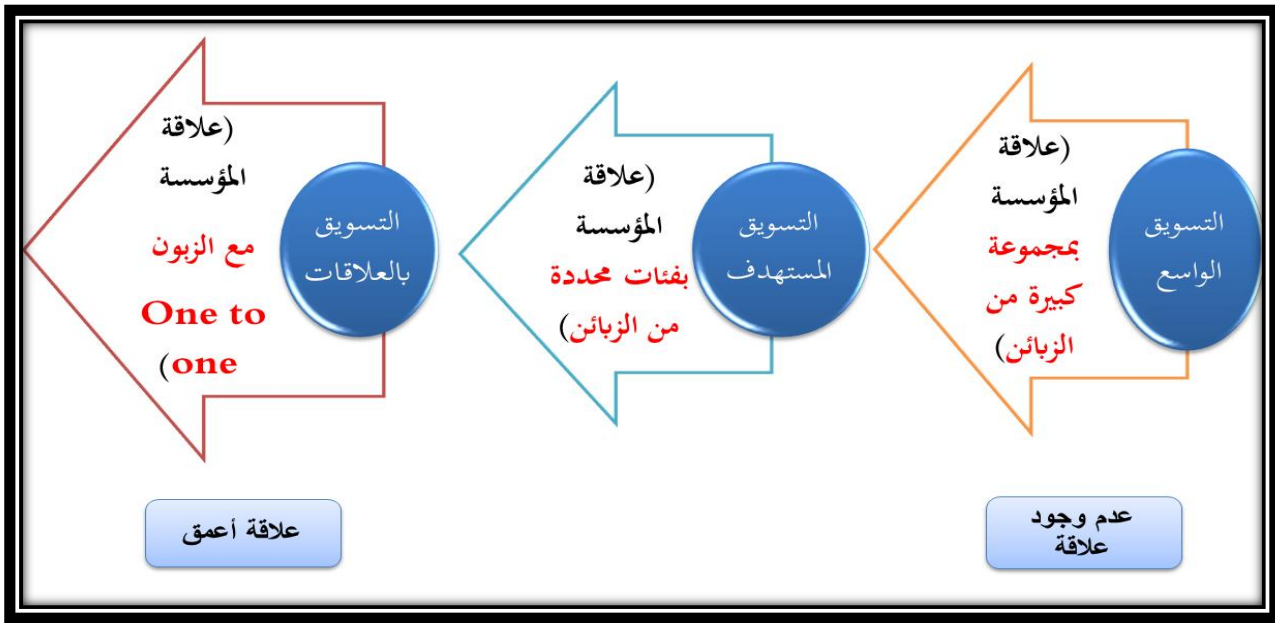 التسويق
الواسع
(علاقة
المؤسسة
بمجموعة
كبيرة من
الزبائن)
التسويق
المستهدف
(علاقة
المؤسسة
بفئات محددة
من الزبائن)
التسويق
بالعلاقات
(علاقة
المؤسسة
مع الزبون
One to
one)
عدم وجود
علاقة
علاقة أعمق